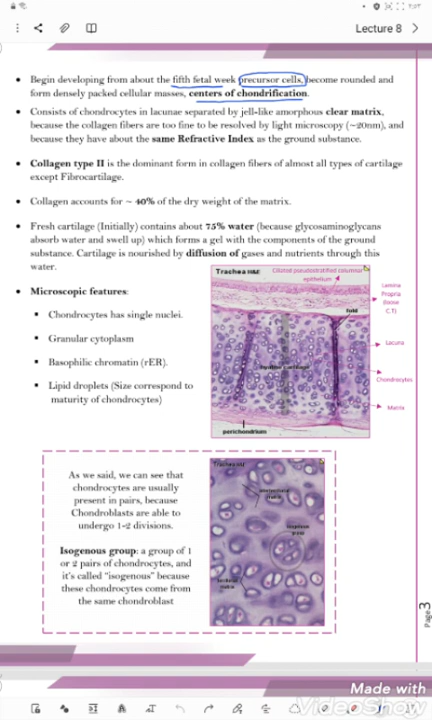 Lecture 8
Begin developing from about the fifth fetal week precursor cells, become rounded and
form densely packed cellular masses, centers of chondrification.
Consists of chondrocytes in lacunae separated by jell-like amorphous clear matrix,
because the collagen fibers are too fine to be resolved by light microscopy (~20nm), and
because they have about the same Refractive Index as the ground substance.
Collagen type II is the dominant form in collagen fibers of almost all types of cartilage
except Fibrocartilage.
Collagen accounts for ~ 40% of the dry weight of the matrix.
Fresh cartilage (Initially) contains about 75% water (because glycosaminoglycans
absorb water and swell up) which forms a gel with the components of the ground
substance. Cartilage is nourished by diffusion of gases and nutrients through this
water.
Microscopic features:
Chondrocytes has single nuclei.
Granular cytoplasm
Basophilic chromatin (rER).
Lipid droplets (Size correspond to
maturity of chondrocytes)
Trachea H&E
Ciliated pseudostratified columnar
epithelium
Lamina
Propria
(loose
C.T)
fold
Lacuna
hyaline cartilage
Chondrocytes
Matrix
perichondrium
As we said, we can see that
chondrocytes are usually
present in pairs, because
Chondroblasts are able to
undergo 1-2 divisions.
Isogenous group: a group of 1
or 2 pairs of chondrocytes, and
it's called "isogenous" because
these chondrocytes come from
the same chondroblast
Page 3
Made with
VideoShow